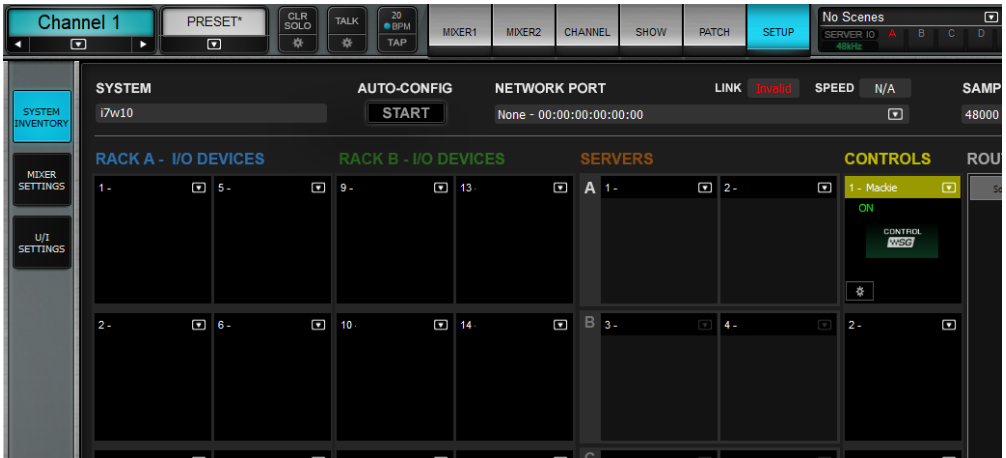 Channel 1
PRESET*
CLR SOLO
TALK
20 BPM
TAP
MIXER1
MIXER2
CHANNEL
SHOW
PATCH
SETUP
No Scenes
SERVER IO A B C D
48kHz
SYSTEM INVENTORY
MIXER SETTINGS
U/I SETTINGS
SYSTEM
i7w10
AUTO-CONFIG
START
NETWORK PORT
None - 00:00:00:00:00:00
LINK Invalid
SPEED N/A
SAMP
48000
RACK A - I/O DEVICES
RACK B - I/O DEVICES
SERVERS
CONTROLS
ROU
1 -
5 -
9 -
13
A 1 -
2 -
1 - Mackie
So
ON
CONTROL
WSG
2 -
6 -
10
14
B 3 -
4 -
2 -
C